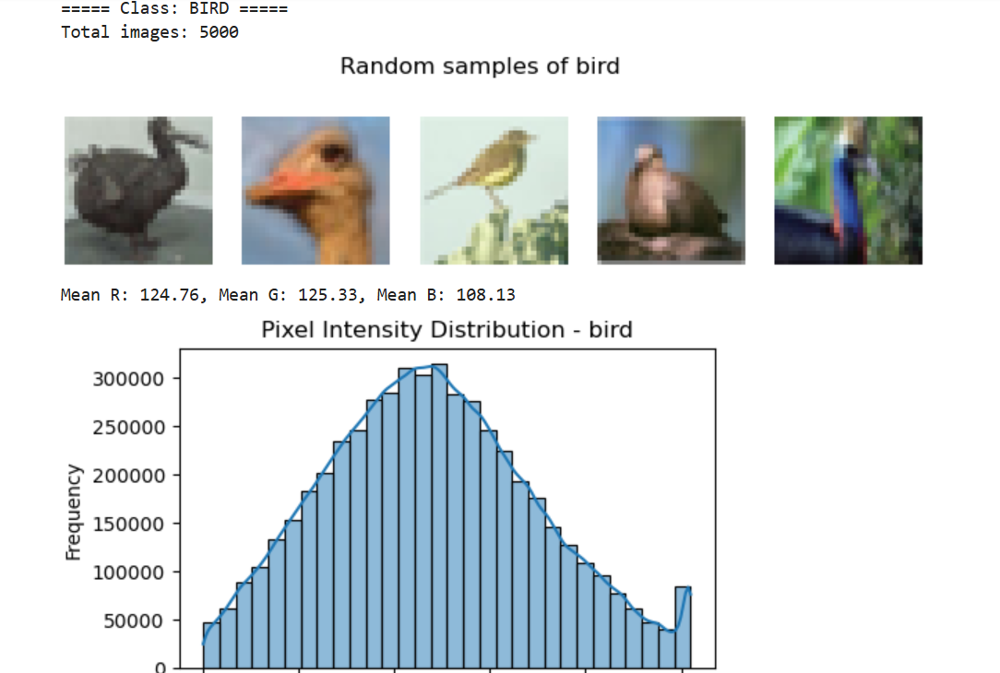 ===== Class: BIRD =====
Total images: 5000
Random samples of bird
Mean R: 124.76, Mean G: 125.33, Mean B: 108.13
Pixel Intensity Distribution - bird
300000
250000
200000
150000
100000
50000
0
Frequency